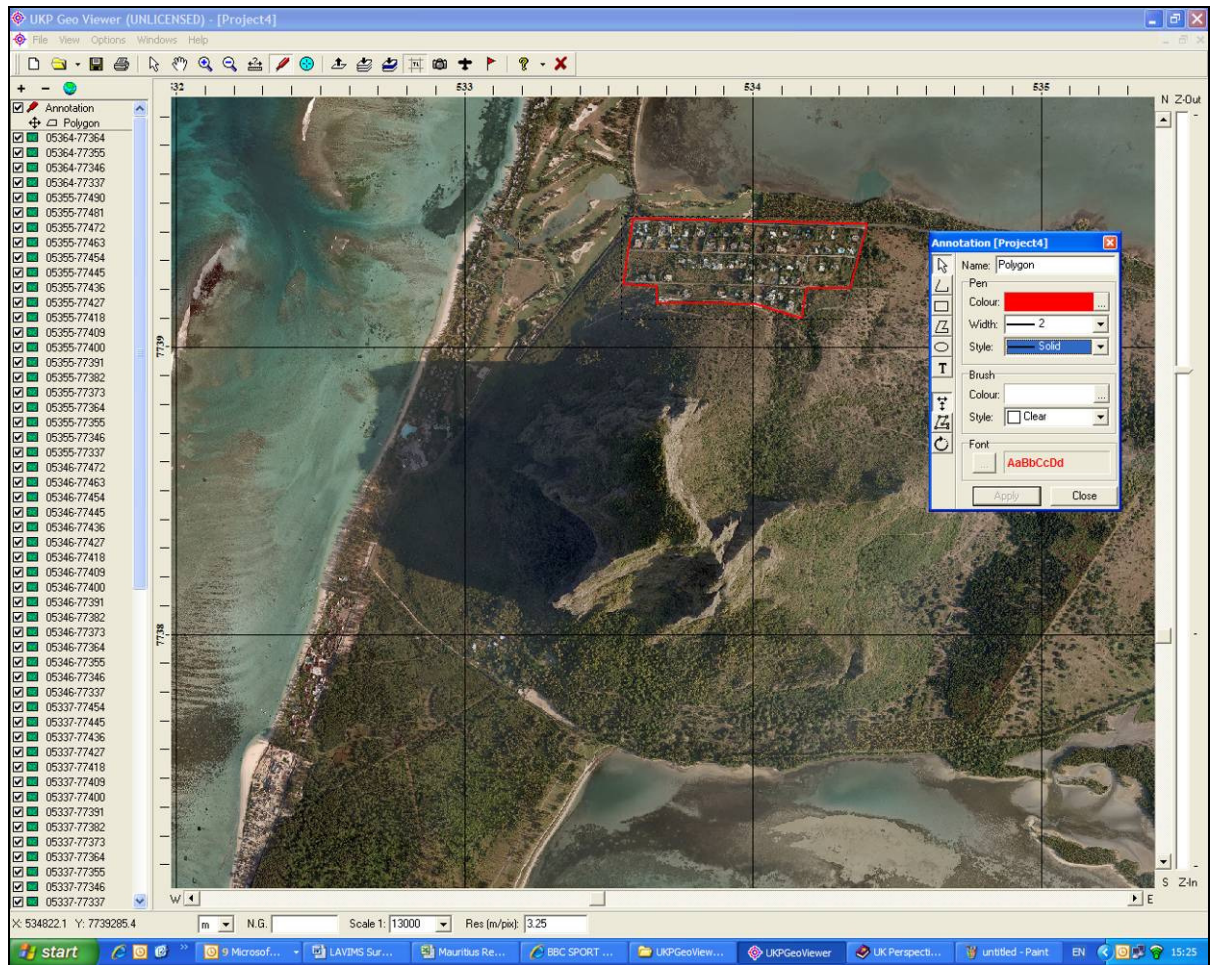 UKP Geo Viewer (UNLICENSED) - [Project4]
File View Options Windows Help
532 533 534 535
N Z-Out
Annotation
Polygon
05364-77364
05364-77355
05364-77346
05364-77337
05355-77490
05355-77481
05355-77472
05355-77463
05355-77454
05355-77445
05355-77436
05355-77427
05355-77418
05355-77409
05355-77400
05355-77391
05355-77382
05355-77373
05355-77364
05355-77355
05355-77346
05355-77337
05346-77472
05346-77463
05346-77454
05346-77445
05346-77436
05346-77427
05346-77418
05346-77409
05346-77400
05346-77391
05346-77382
05346-77373
05346-77364
05346-77355
05346-77346
05346-77337
05337-77454
05337-77445
05337-77436
05337-77427
05337-77418
05337-77409
05337-77400
05337-77391
05337-77382
05337-77373
05337-77364
05337-77355
05337-77346
05337-77337
7739
7738
Annotation [Project4]
Name: Polygon
Pen
Colour: ...
Width: 2
Style: Solid
T
Brush
Colour: ...
Style: Clear
Font
... AaBbCcDd
Apply Close
S Z-In
W E
X: 534822.1 Y: 7739285.4 m N.G. Scale 1: 13000 Res (m/pix): 3.25
start 9 Microsof... LAVIMS Sur... Mauritius Re... BBC SPORT ... UKPGeoView... UKPGeoViewer UK Perspecti... untitled - Paint EN 15:25